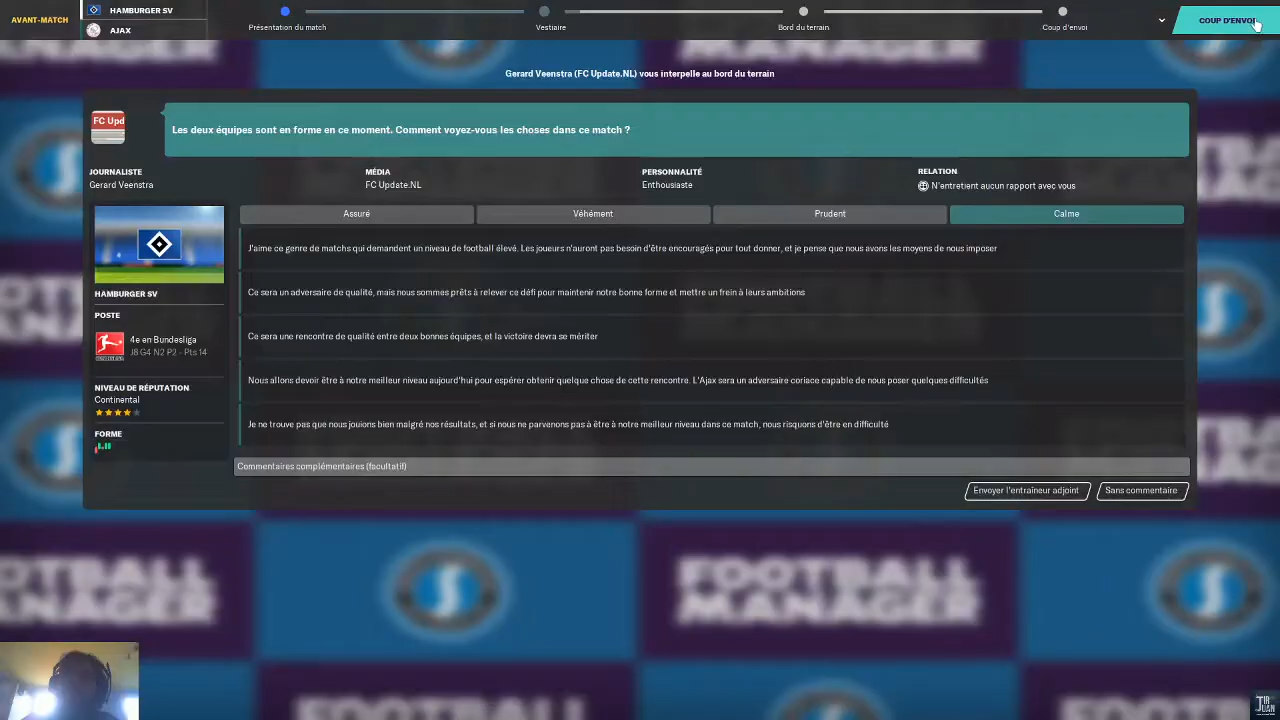 AVANT-MATCH
HAMBURGER SV
AJAX
Présentation du match
Vestiaire
Bord du terrain
Coup d'envoi
COUP D'ENVOI
Gerard Veenstra (FC Update.NL) vous interpelle au bord du terrain
FC Upd
Les deux équipes sont en forme en ce moment. Comment voyez-vous les choses dans ce match ?
JOURNALISTE
Gerard Veenstra
MÉDIA
FC Update.NL
PERSONNALITÉ
Enthousiaste
RELATION
N'entretient aucun rapport avec vous
Assuré
Véhément
Prudent
Calme
J'aime ce genre de matchs qui demandent un niveau de football élevé. Les joueurs n'auront pas besoin d'être encouragés pour tout donner, et je pense que nous avons les moyens de nous imposer
Ce sera un adversaire de qualité, mais nous sommes prêts à relever ce défi pour maintenir notre bonne forme et mettre un frein à leurs ambitions
Ce sera une rencontre de qualité entre deux bonnes équipes, et la victoire devra se mériter
Nous allons devoir être à notre meilleur niveau aujourd'hui pour espérer obtenir quelque chose de cette rencontre. L'Ajax sera un adversaire coriace capable de nous poser quelques difficultés
Je ne trouve pas que nous jouions bien malgré nos résultats, et si nous ne parvenons pas à être à notre meilleur niveau dans ce match, nous risquons d'être en difficulté
HAMBURGER SV
POSTE
4e en Bundesliga
J8 G4 N2 P2 - Pts 14
NIVEAU DE RÉPUTATION
Continental
FORME
Commentaires complémentaires (facultatif)
Envoyer l'entraîneur adjoint
Sans commentaire
FOOTBALL
MANAGER
FOOTBALL
MANAGER
TIR
JUAN